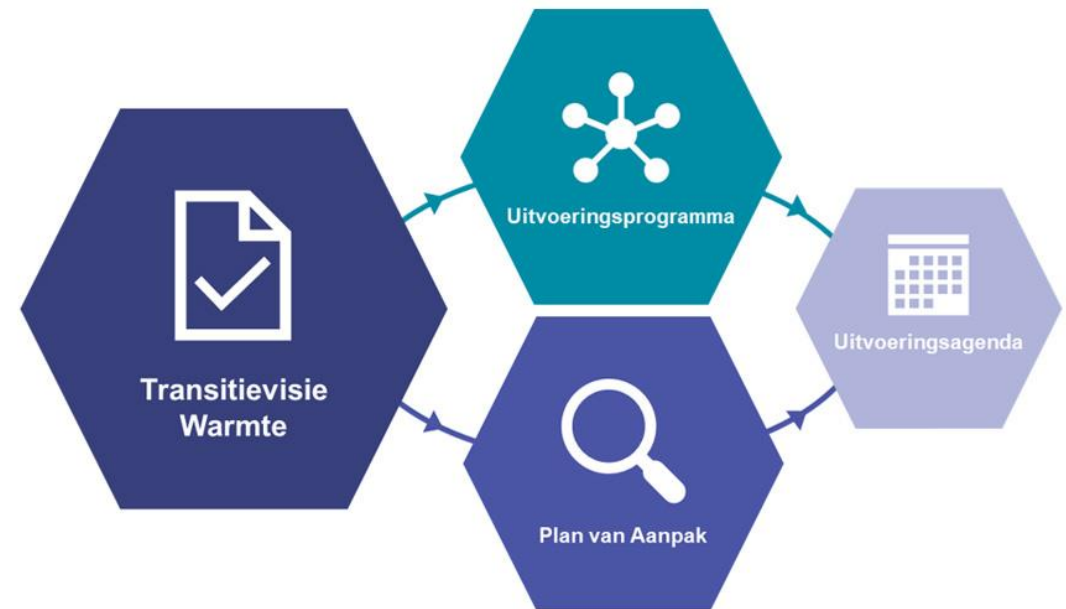 Transitievisie
Warmte
Uitvoeringsprogramma
Plan van Aanpak
Uitvoeringsagenda